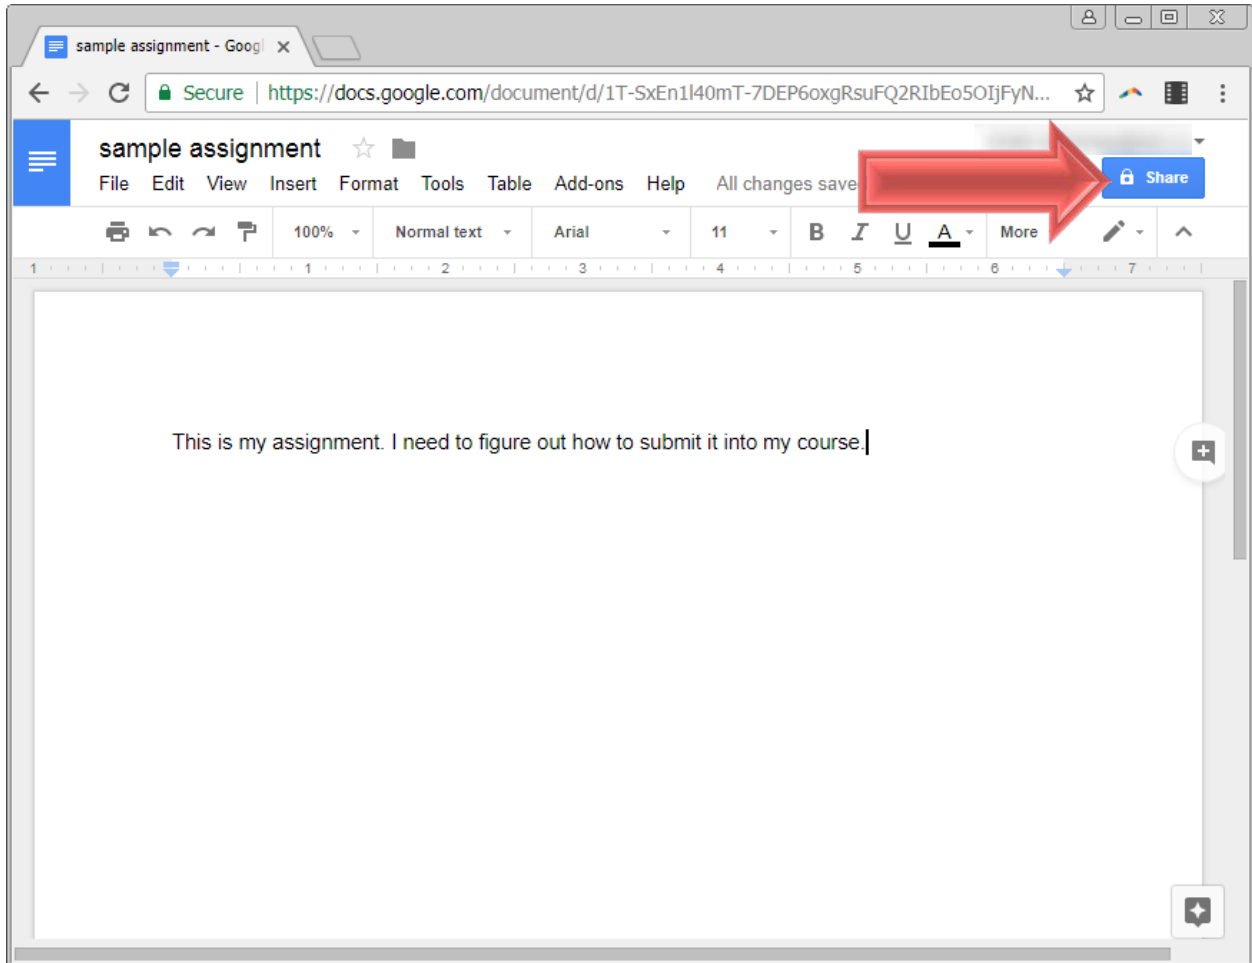 sample assignment - Googl
Secure | https://docs.google.com/document/d/1T-SxEn1l40mT-7DEP6oxgRsuFQ2RIbEo5OIjFyN...
sample assignment
File Edit View Insert Format Tools Table Add-ons Help All changes save
Share
100% Normal text Arial 11 B I U A More
1 1 2 3 4 5 6 7
This is my assignment. I need to figure out how to submit it into my course.